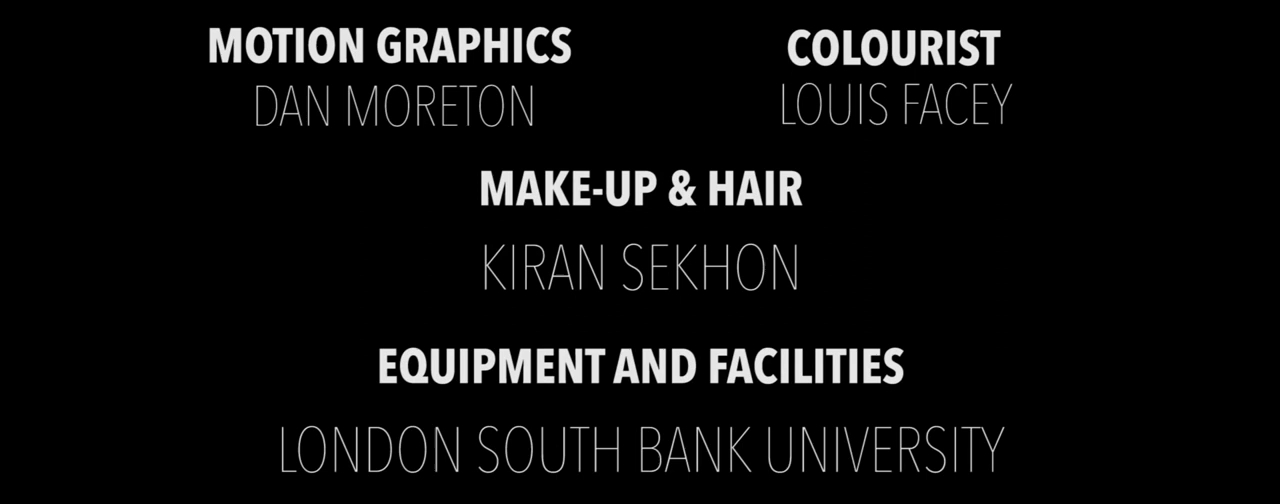 MOTION GRAPHICS
DAN MORETON
COLOURIST
LOUIS FACEY
MAKE-UP & HAIR
KIRAN SEKHON
EQUIPMENT AND FACILITIES
LONDON SOUTH BANK UNIVERSITY